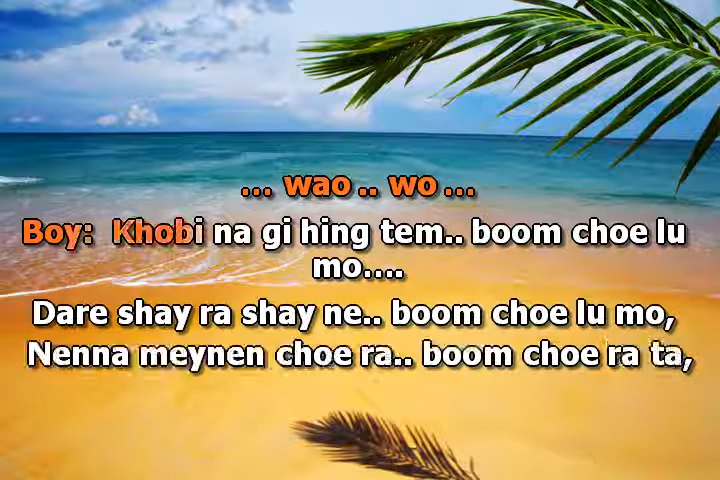 ... wao .. wo ...
Boy:  Khobi na gi hing tem.. boom choe lu
mo....
Dare shay ra shay ne.. boom choe lu mo,
Nenna meynen choe ra.. boom choe ra ta,